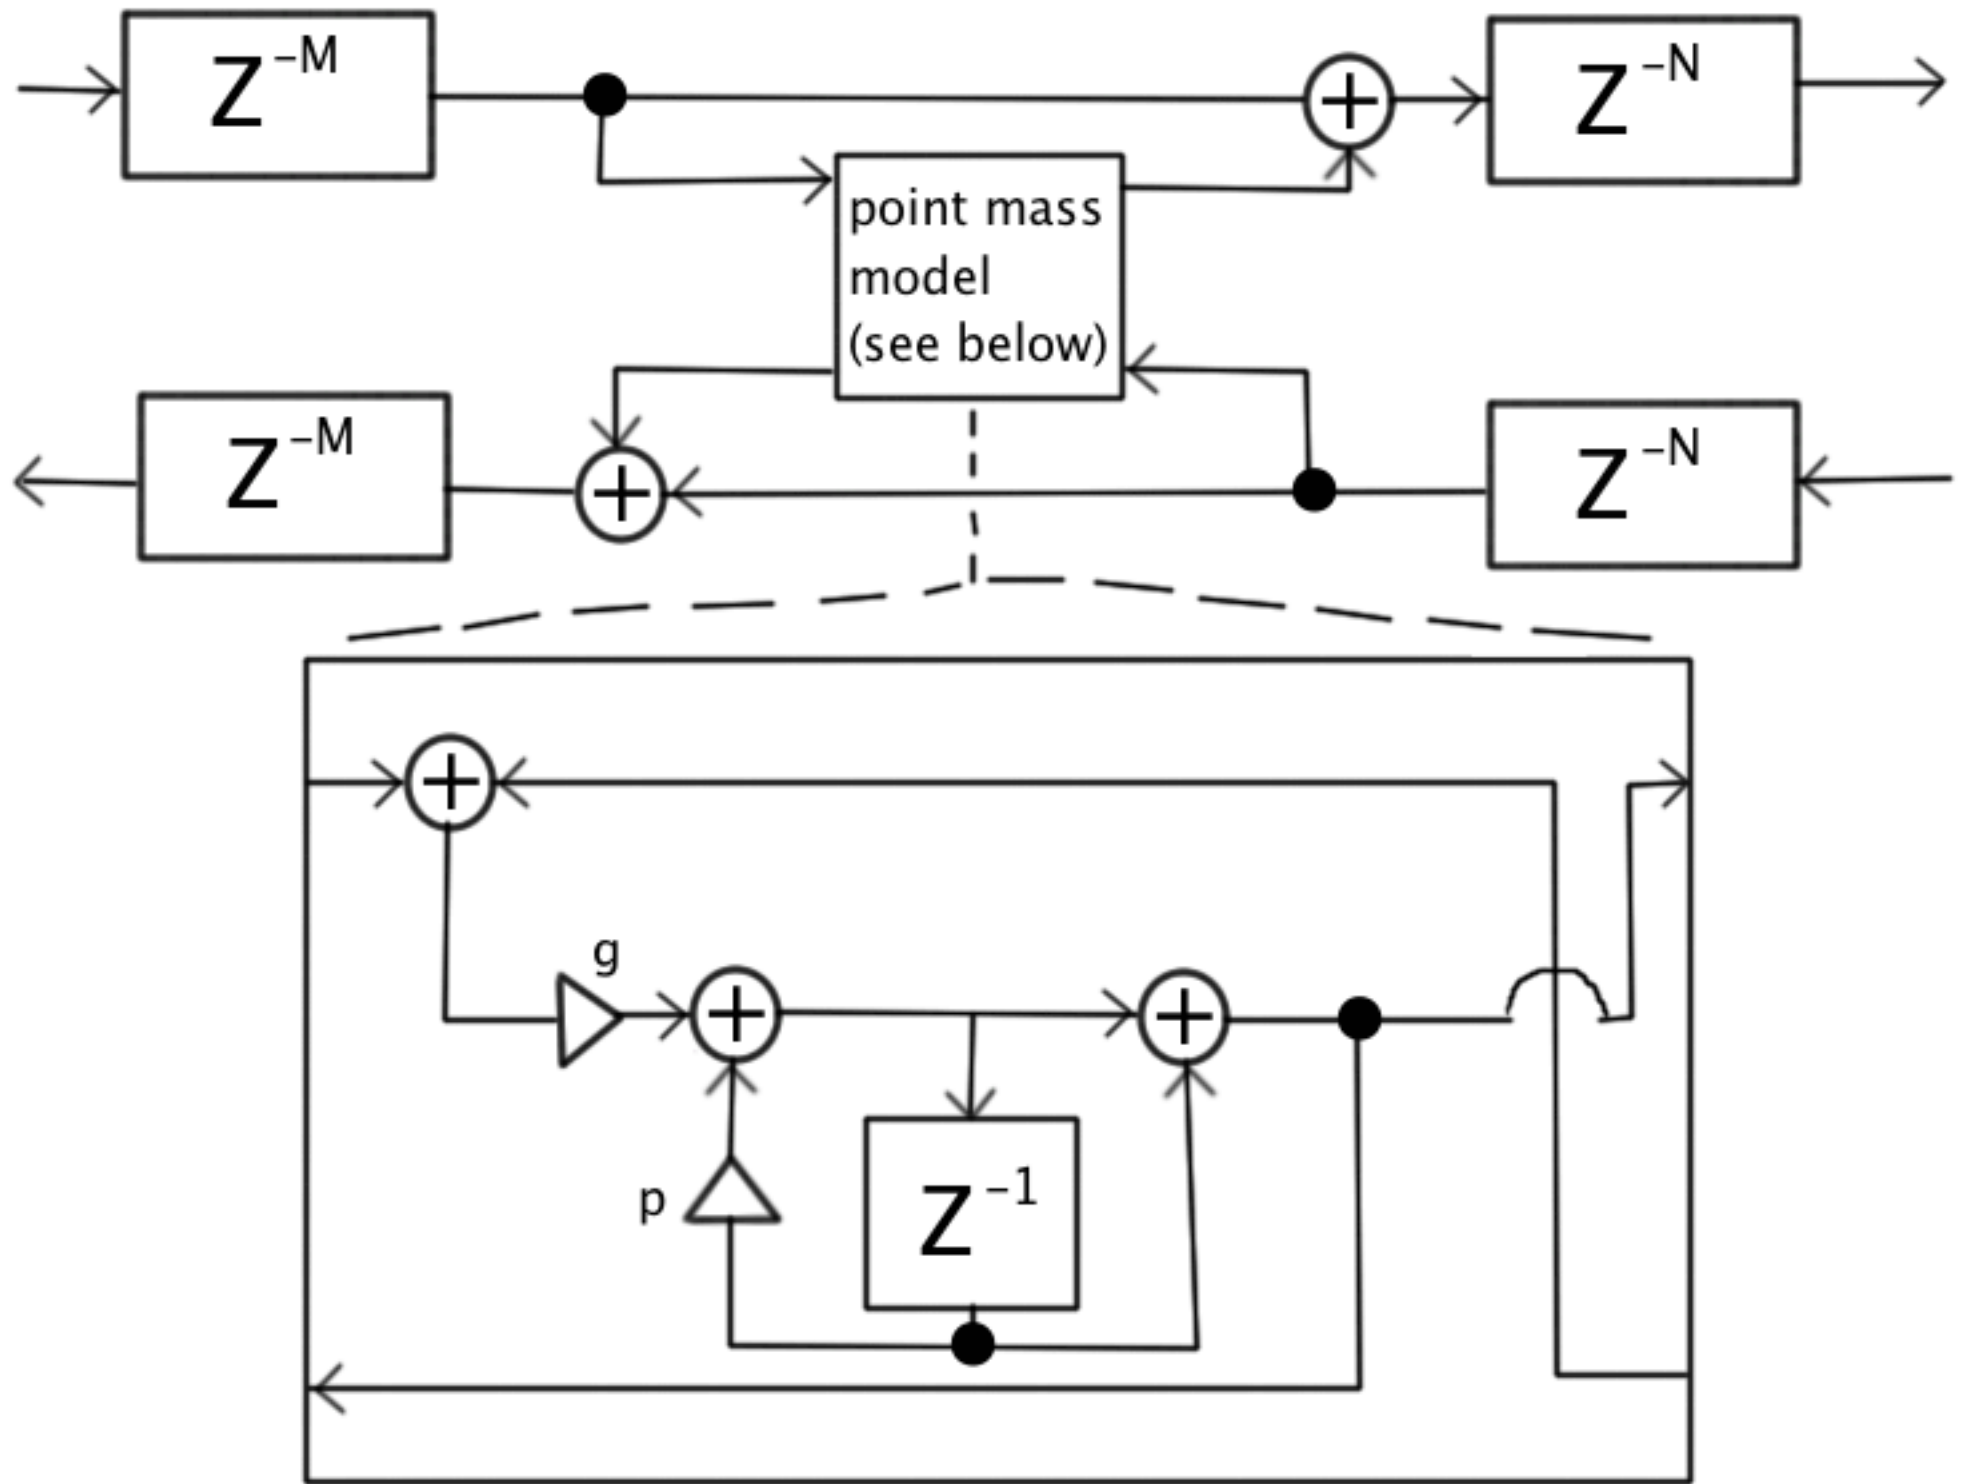 Z⁻ᴹ
Z⁻ᴺ
+
point mass
model
(see below)
Z⁻ᴹ
+
Z⁻ᴺ
+
g
+
+
p
Z⁻¹